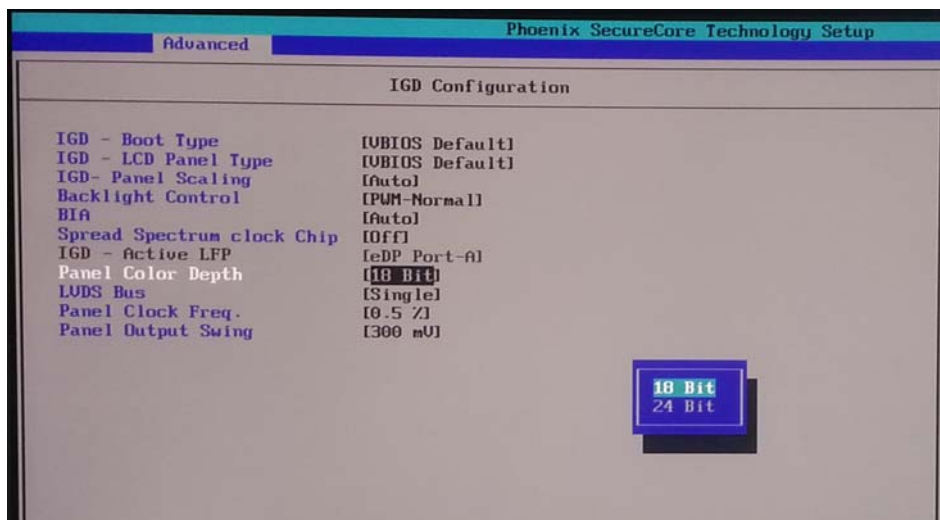 Phoenix SecureCore Technology Setup
Advanced
IGD Configuration
IGD - Boot Type [VBIOS Default]
IGD - LCD Panel Type [VBIOS Default]
IGD- Panel Scaling [Auto]
Backlight Control [PWM-Normal]
BIA [Auto]
Spread Spectrum clock Chip [Off]
IGD - Active LFP [eDP Port-A]
Panel Color Depth [18 Bit]
LVDS Bus [Single]
Panel Clock Freq. [0.5 %]
Panel Output Swing [300 mV]
18 Bit
24 Bit